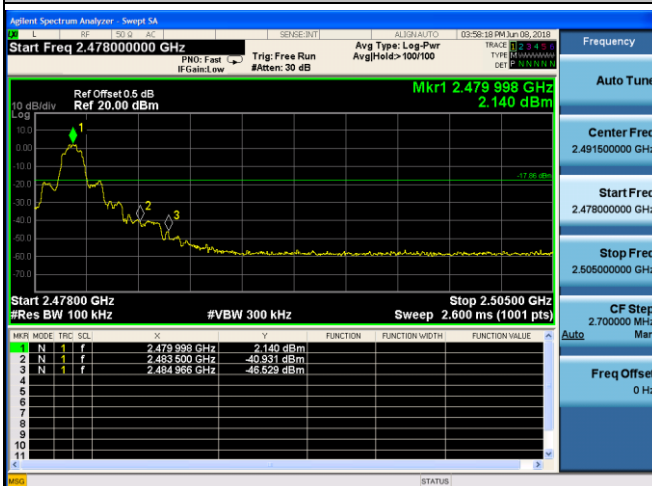 Agilent Spectrum Analyzer - Swept SA
L RF 50 Ω AC SENSE:INT ALIGN AUTO 03:58:18 PM Jun 08, 2018
Start Freq 2.478000000 GHz
PNO: Fast
IFGain:Low
Trig: Free Run
#Atten: 30 dB
Avg Type: Log-Pwr
Avg|Hold:> 100/100
TRACE 1 2 3 4 5 6
TYPE M
DET P N N N N N
Ref Offset 0.5 dB
10 dB/div Ref 20.00 dBm
Log
Mkr1 2.479 998 GHz
2.140 dBm
10.0
0.00
-10.0
-20.0
-30.0
-40.0
-50.0
-60.0
-70.0
1
2
3
-17.86 dBm
Start 2.47800 GHz Stop 2.50500 GHz
#Res BW 100 kHz #VBW 300 kHz Sweep 2.600 ms (1001 pts)
MKR MODE TRC SCL X Y FUNCTION FUNCTION WIDTH FUNCTION VALUE
1 N 1 f 2.479 998 GHz 2.140 dBm
2 N 1 f 2.483 500 GHz -40.931 dBm
3 N 1 f 2.484 966 GHz -46.529 dBm
4
5
6
7
8
9
10
11
MSG STATUS
Frequency
Auto Tune
Center Freq
2.491500000 GHz
Start Freq
2.478000000 GHz
Stop Freq
2.505000000 GHz
CF Step
2.700000 MHz
Auto Man
Freq Offset
0 Hz